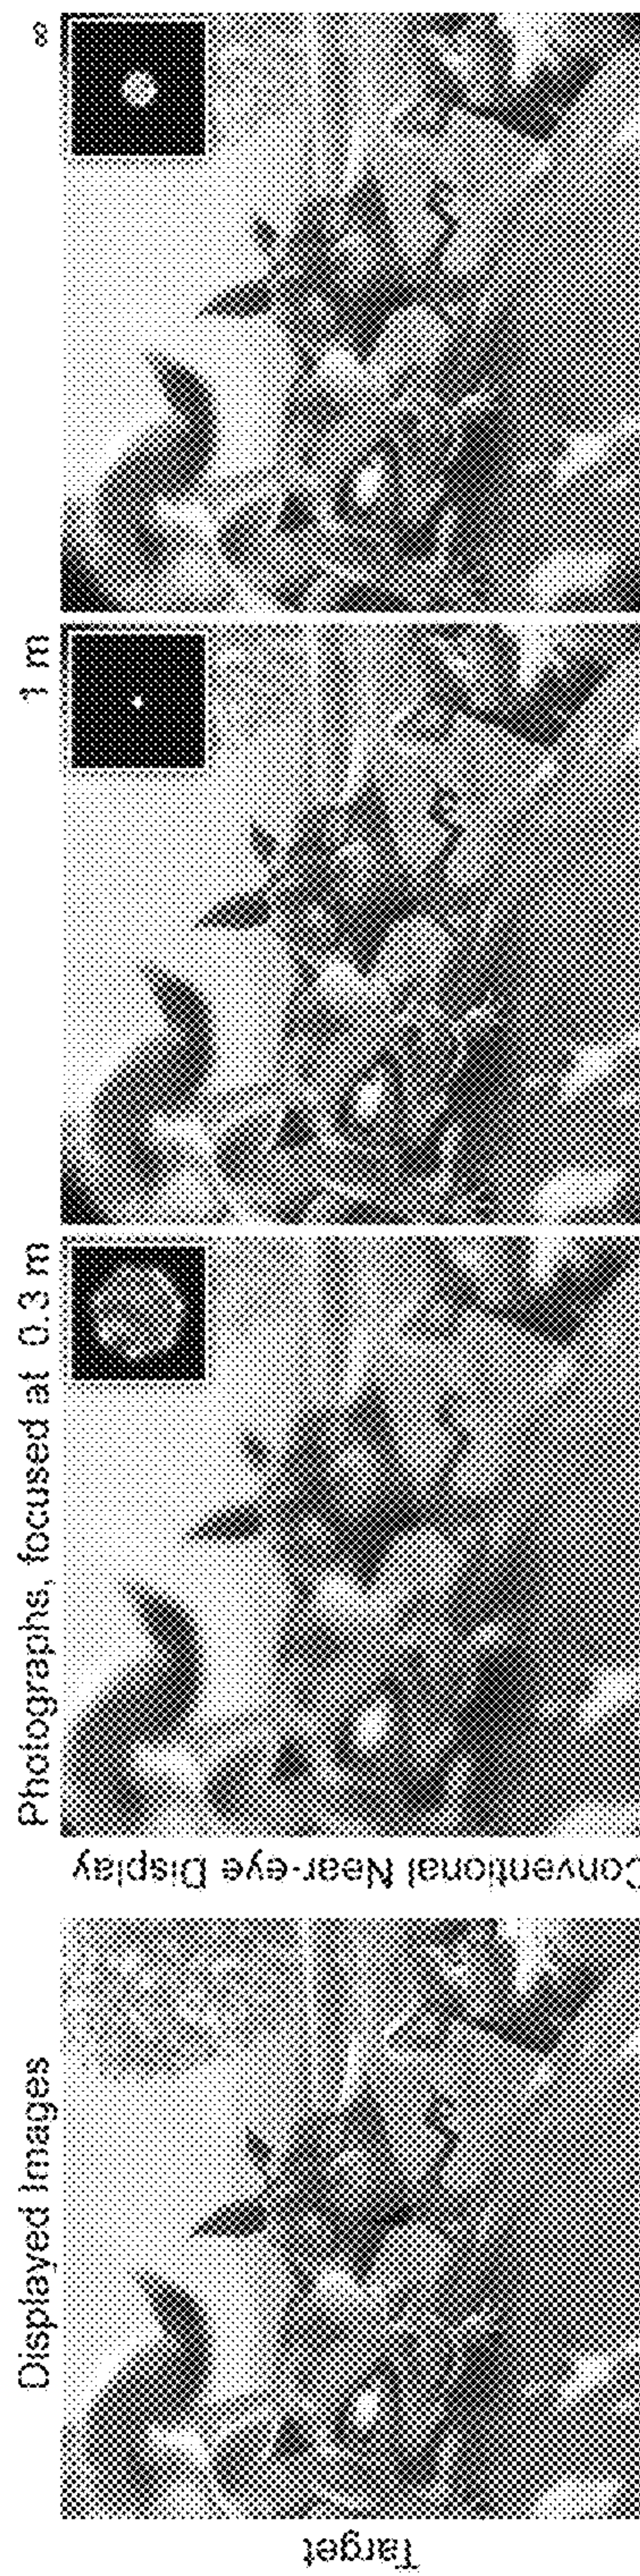 Displayed Images
Photographs, focused at 0.3 m
1 m
∞
Target
Conventional Near-eye Display